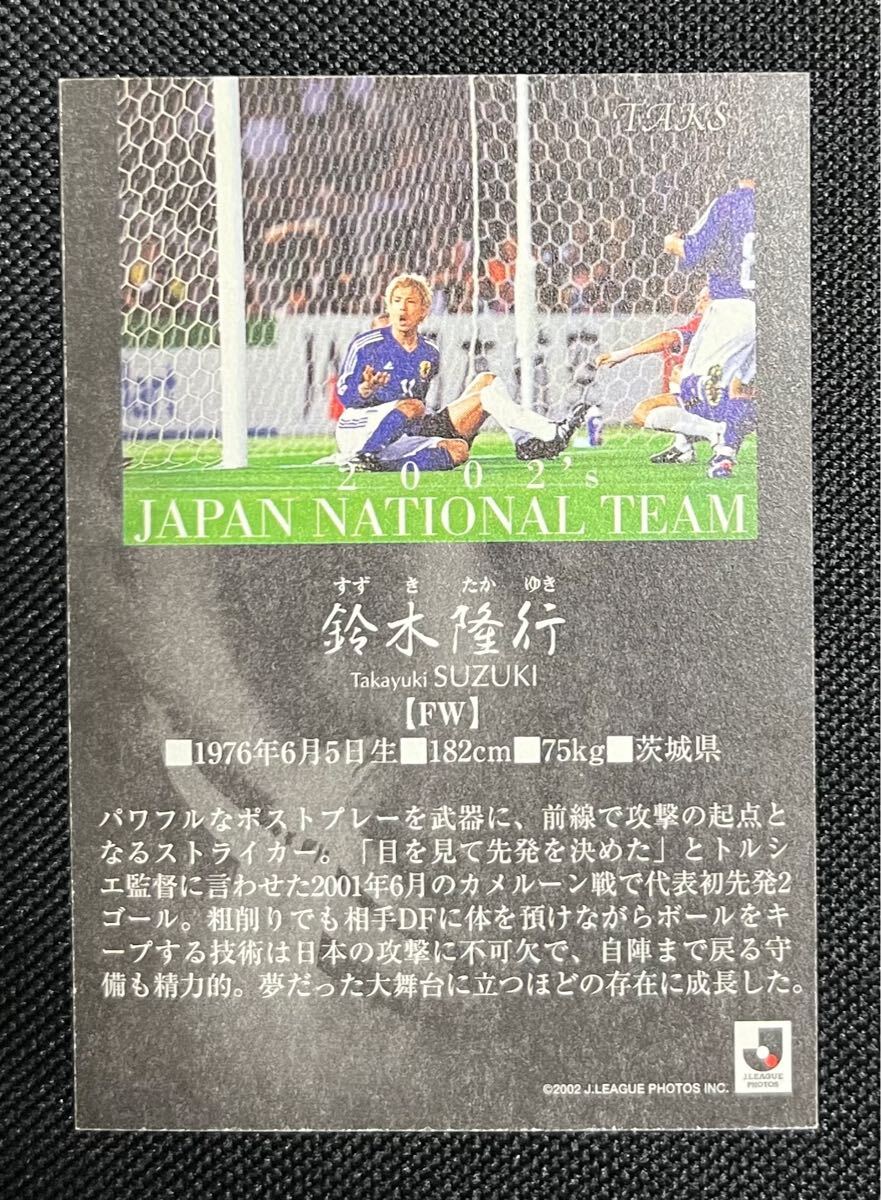 TAKS
2002's
JAPAN NATIONAL TEAM
すず き たか ゆき
鈴木隆行
Takayuki SUZUKI
【FW】
■1976年6月5日生■182cm■75kg■茨城県
パワフルなポストプレーを武器に、前線で攻撃の起点と
なるストライカー。「目を見て先発を決めた」とトルシ
エ監督に言わせた2001年6月のカメルーン戦で代表初先発2
ゴール。粗削りでも相手DFに体を預けながらボールをキ
ープする技術は日本の攻撃に不可欠で、自陣まで戻る守
備も精力的。夢だった大舞台に立つほどの存在に成長した。
©2002 J.LEAGUE PHOTOS INC.
J.LEAGUE
PHOTOS